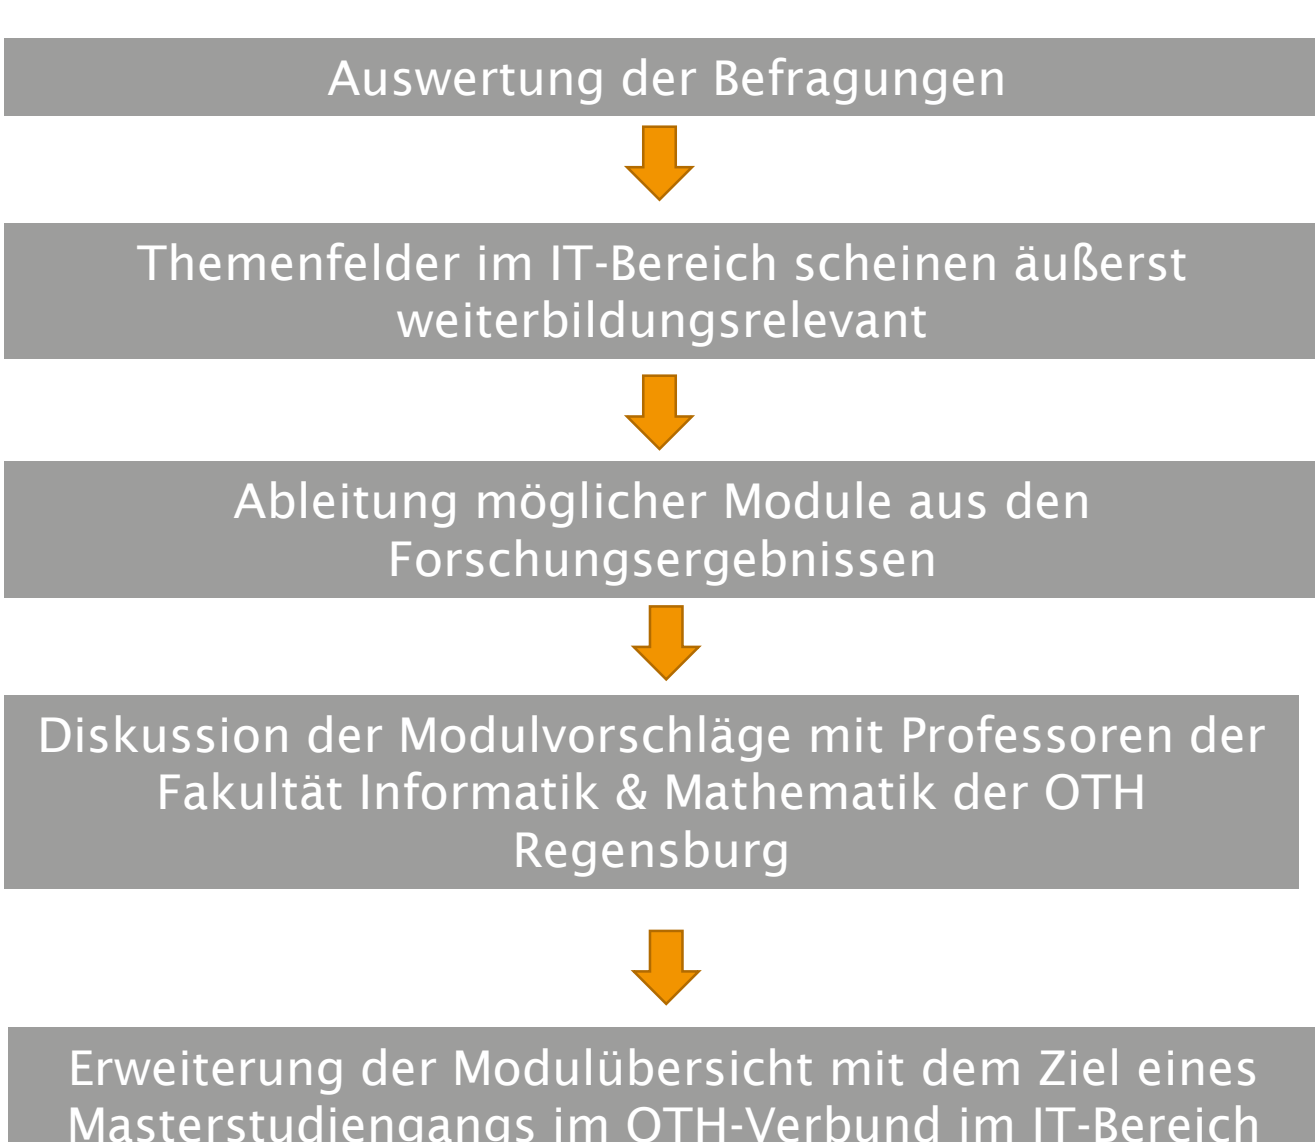 Auswertung der Befragungen
Themenfelder im IT-Bereich scheinen äußerst
weiterbildungsrelevant
Ableitung möglicher Module aus den
Forschungsergebnissen
Diskussion der Modulvorschläge mit Professoren der
Fakultät Informatik & Mathematik der OTH
Regensburg
Erweiterung der Modulübersicht mit dem Ziel eines
Masterstudiengangs im OTH-Verbund im IT-Bereich